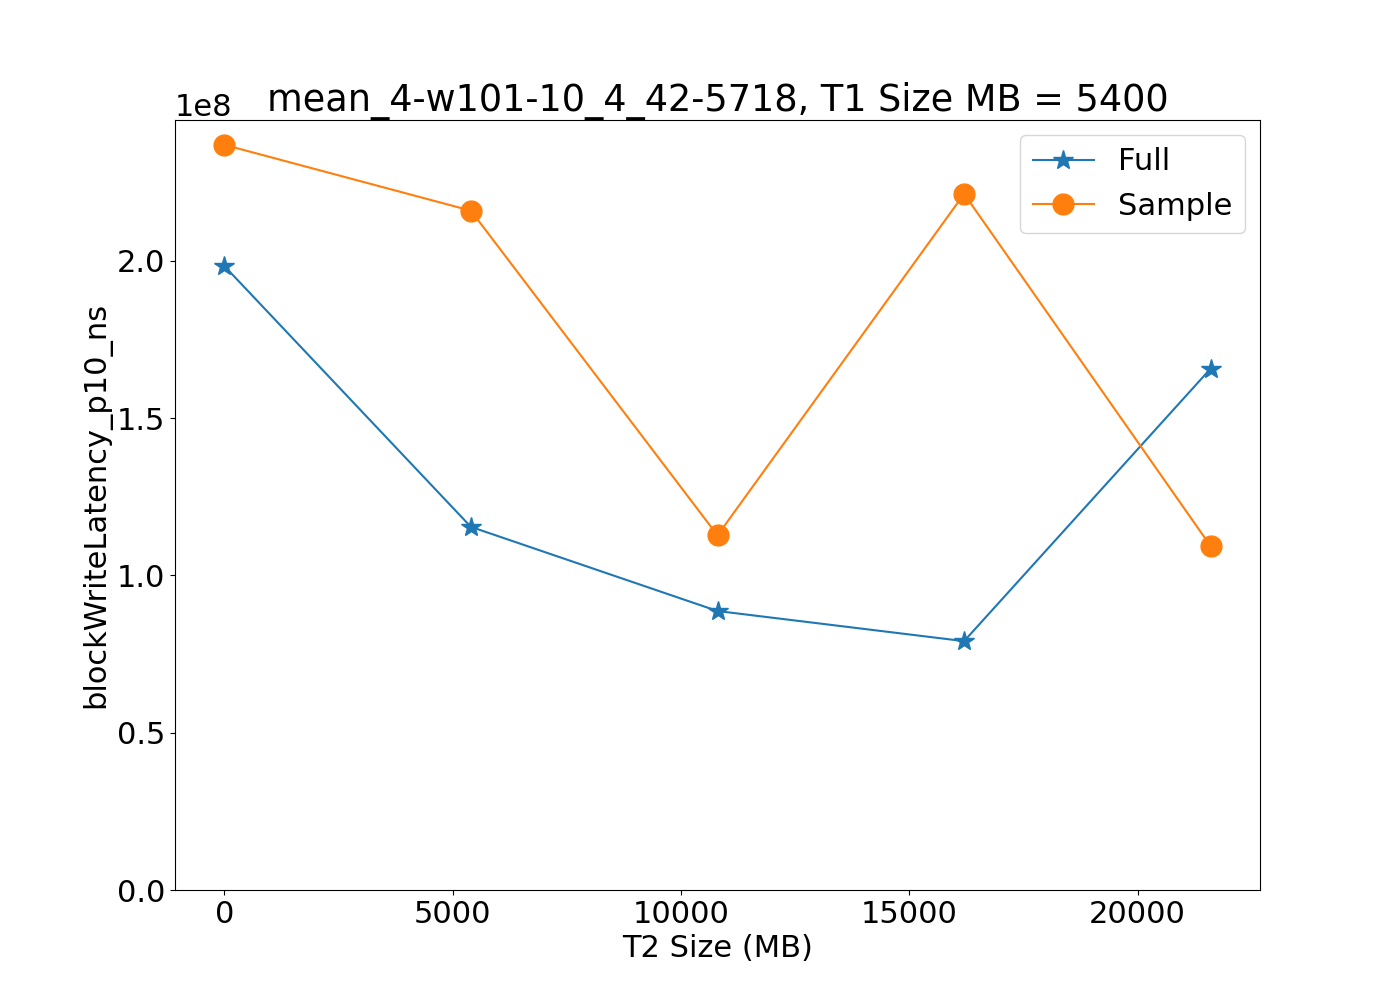 1e8
mean_4-w101-10_4_42-5718, T1 Size MB = 5400
Full
Sample
blockWriteLatency_p10_ns
2.0
1.5
1.0
0.5
0.0
0 5000 10000 15000 20000
T2 Size (MB)